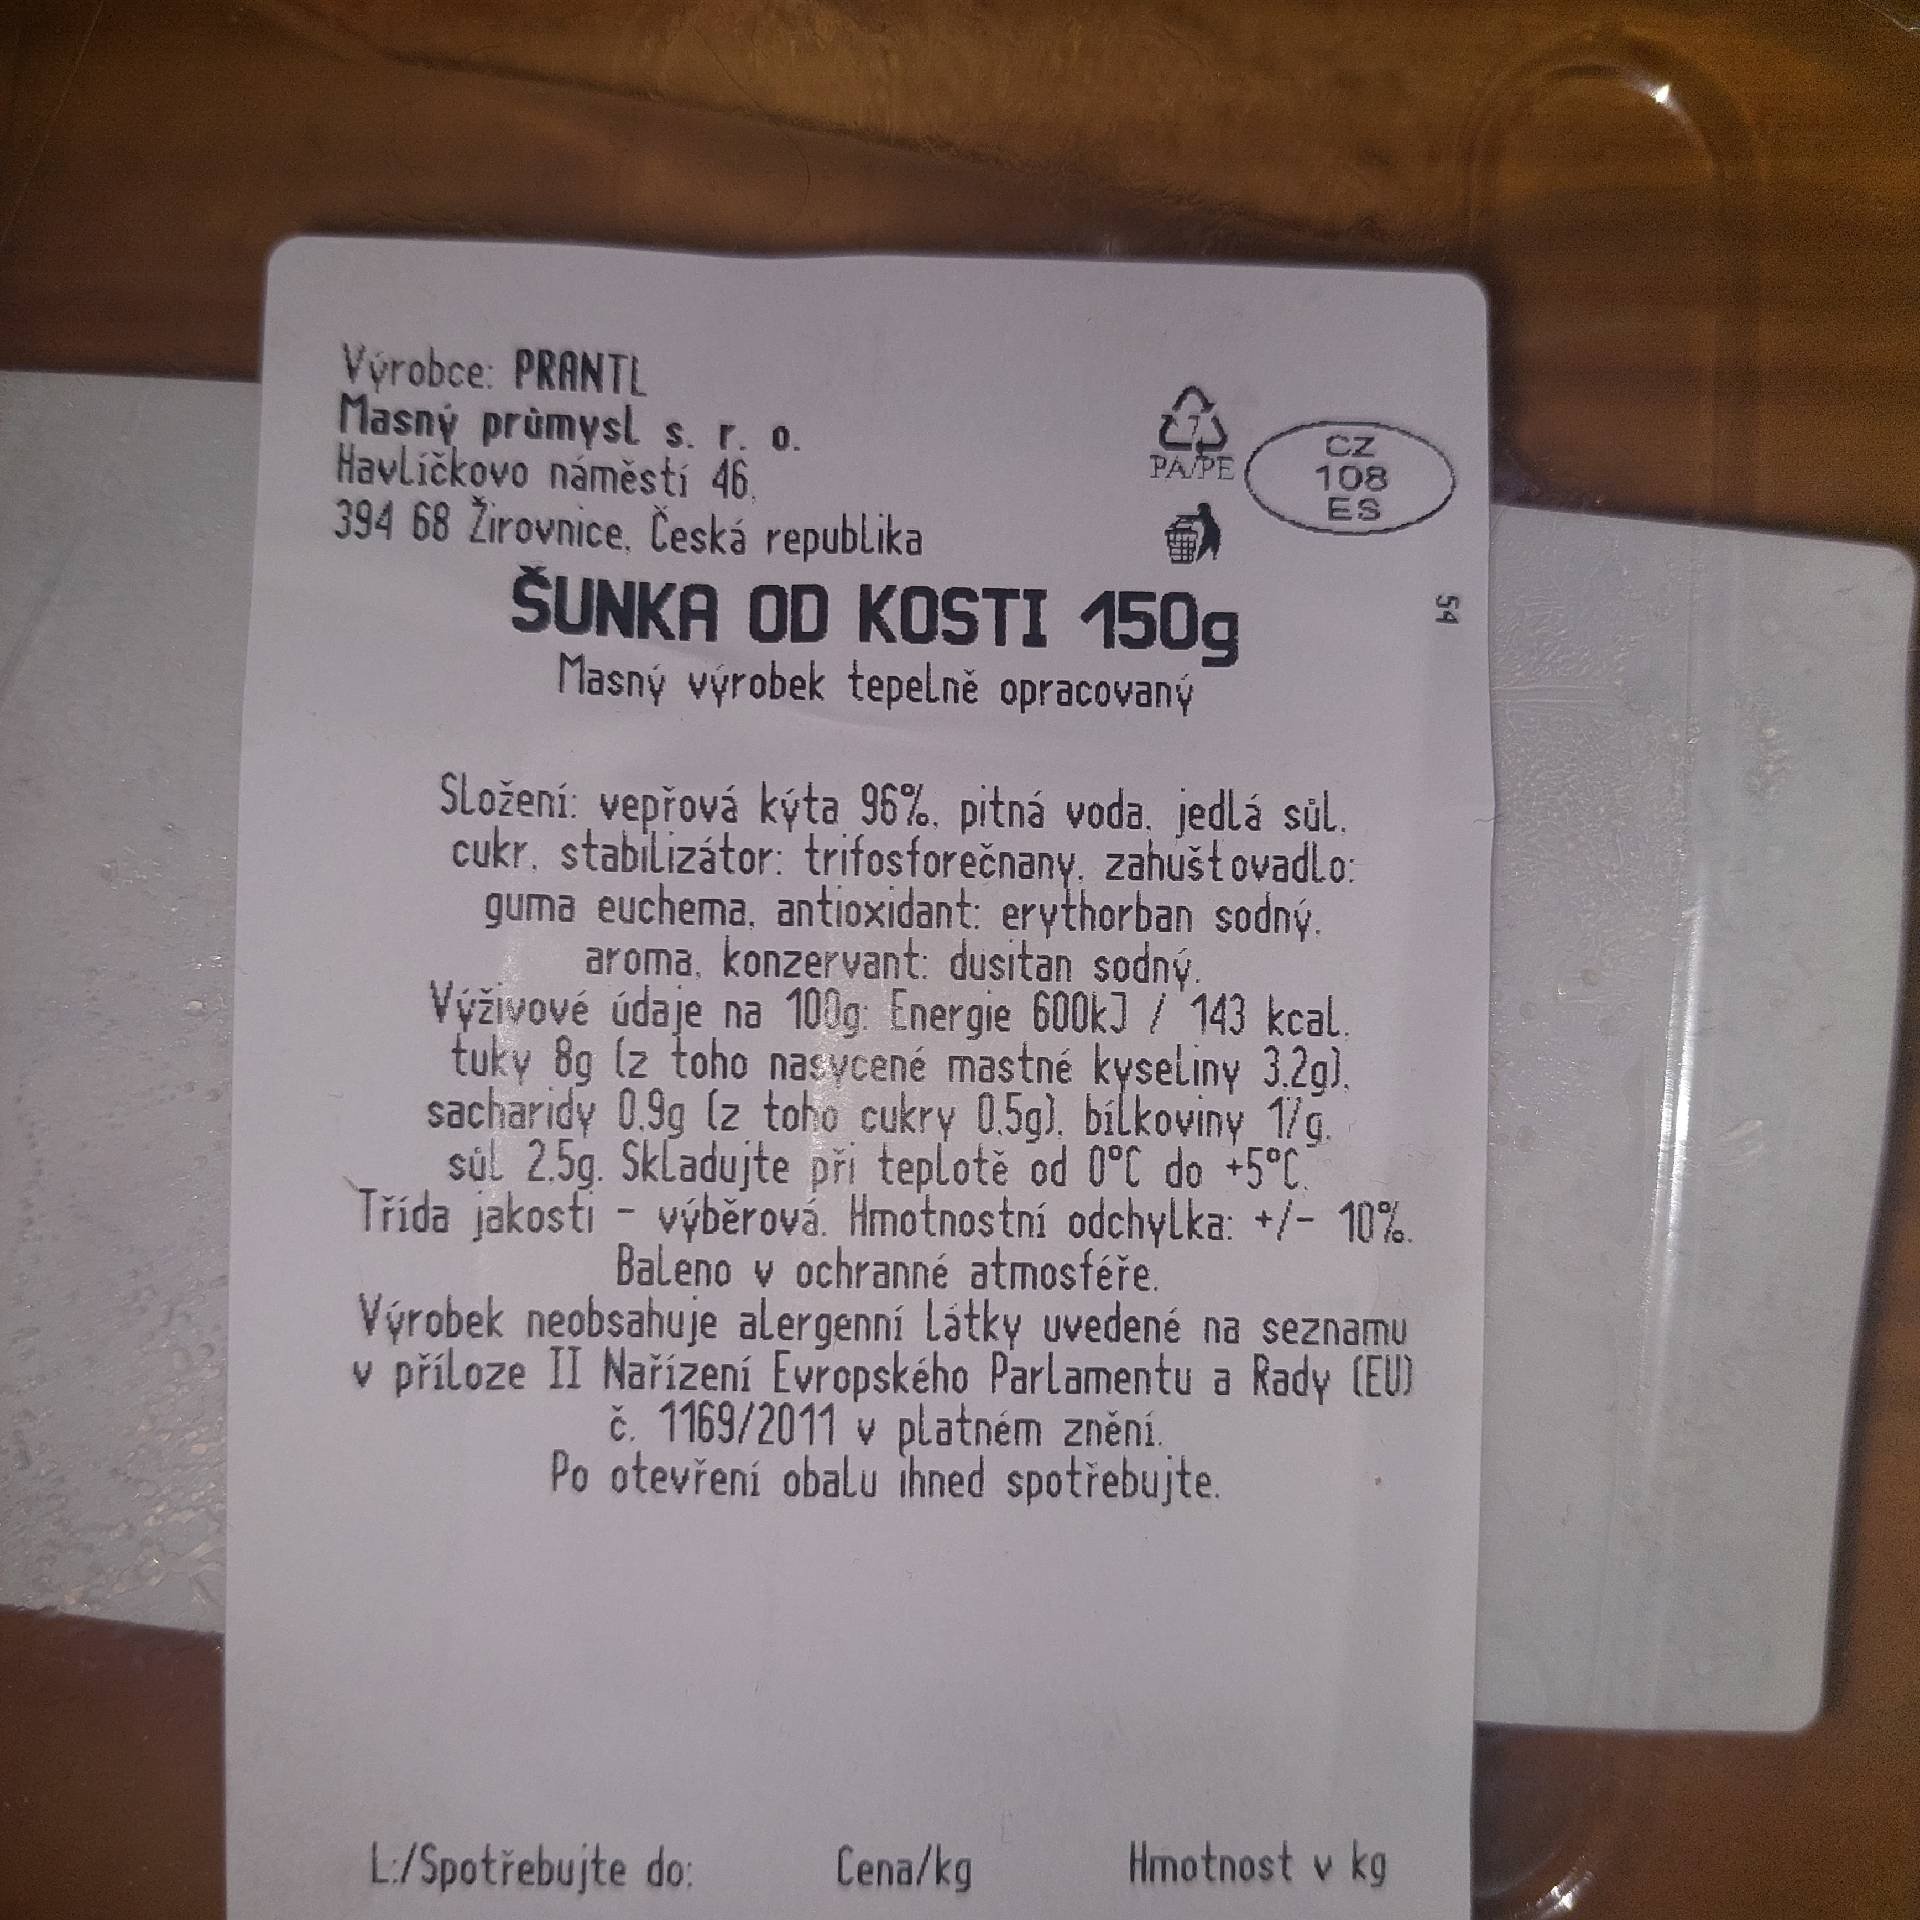 Výrobce: PRANTL
Masný průmysl s. r. o.
Havlíčkovo náměstí 46,
394 68 Žirovnice, Česká republika
7
PA/PE
CZ
108
ES
54
ŠUNKA OD KOSTI 150g
Masný výrobek tepelně opracovaný
Složení: vepřová kýta 96%, pitná voda, jedlá sůl,
cukr, stabilizátor: trifosforečnany, zahušťovadlo:
guma euchema, antioxidant: erythorban sodný,
aroma, konzervant: dusitan sodný.
Výživové údaje na 100g: Energie 600kJ / 143 kcal,
tuky 8g (z toho nasycené mastné kyseliny 3.2g),
sacharidy 0.9g (z toho cukry 0.5g), bílkoviny 17g,
sůl 2.5g. Skladujte při teplotě od 0°C do +5°C.
Třída jakosti - výběrová. Hmotnostní odchylka: +/- 10%.
Baleno v ochranné atmosféře.
Výrobek neobsahuje alergenní látky uvedené na seznamu
v příloze II Nařízení Evropského Parlamentu a Rady (EU)
č. 1169/2011 v platném znění.
Po otevření obalu ihned spotřebujte.
L:/Spotřebujte do: Cena/kg Hmotnost v kg